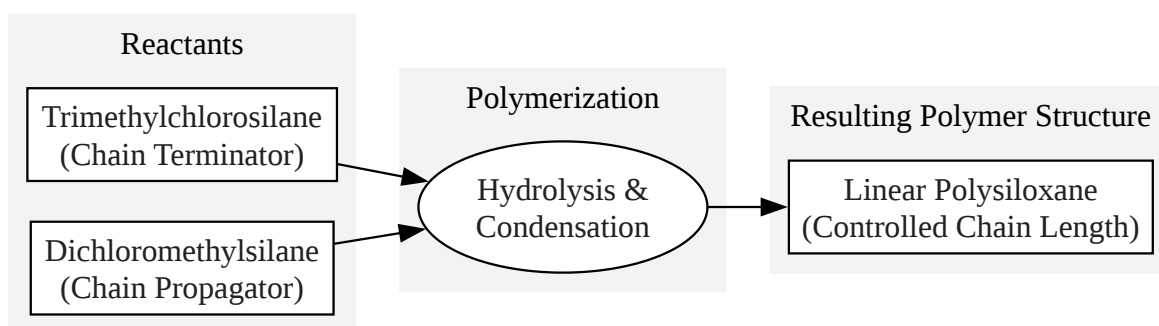 Reactants
Trimethylchlorosilane
(Chain Terminator)
Dichloromethylsilane
(Chain Propagator)
Polymerization
Hydrolysis &
Condensation
Resulting Polymer Structure
Linear Polysiloxane
(Controlled Chain Length)